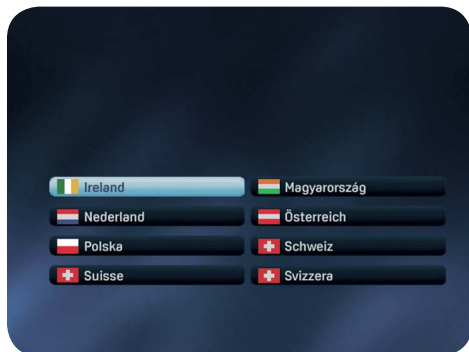 Ireland Magyarország
Nederland Österreich
Polska Schweiz
Suisse Svizzera